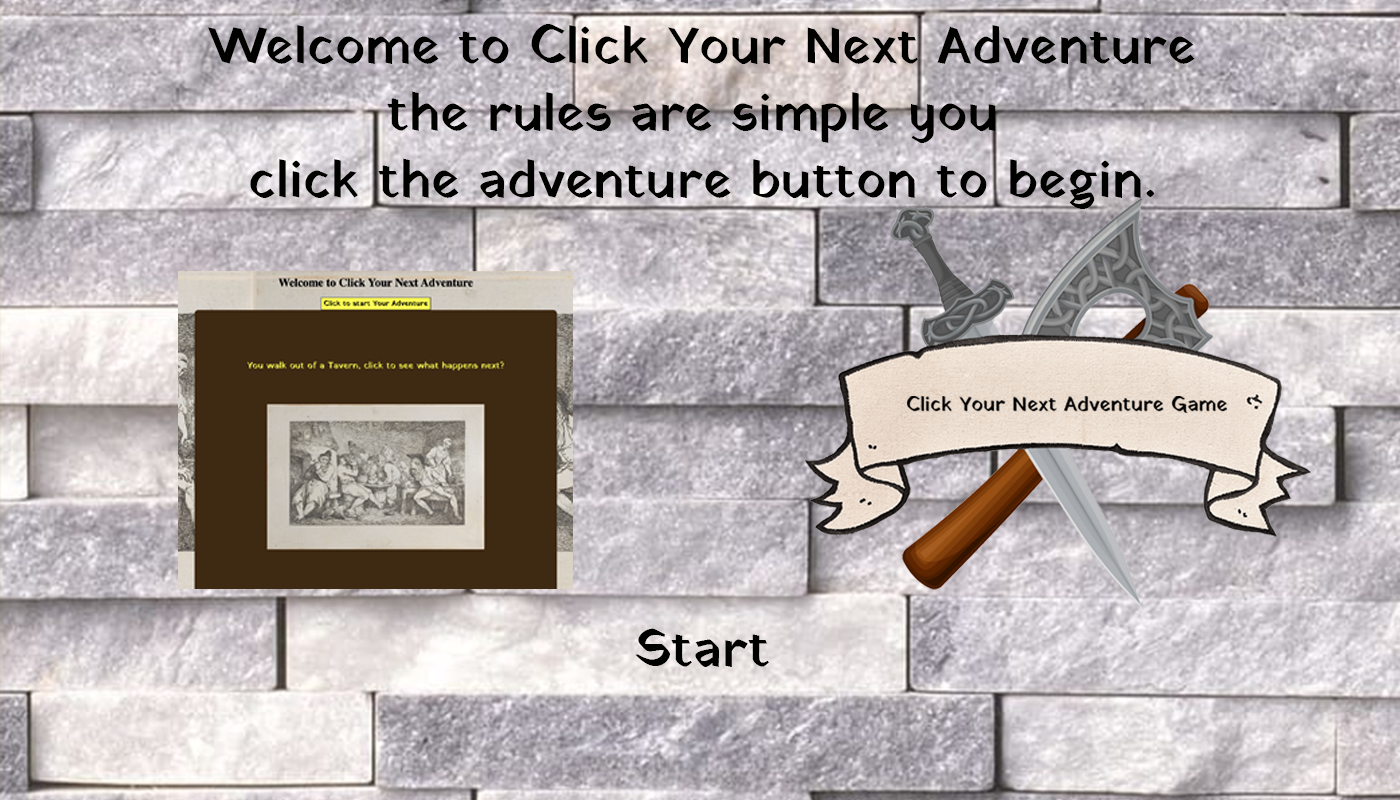 Welcome to Click Your Next Adventure
the rules are simple you
click the adventure button to begin.
Welcome to Click Your Next Adventure
Click to start Your Adventure
You walk out of a Tavern, click to see what happens next?
Click Your Next Adventure Game
Start